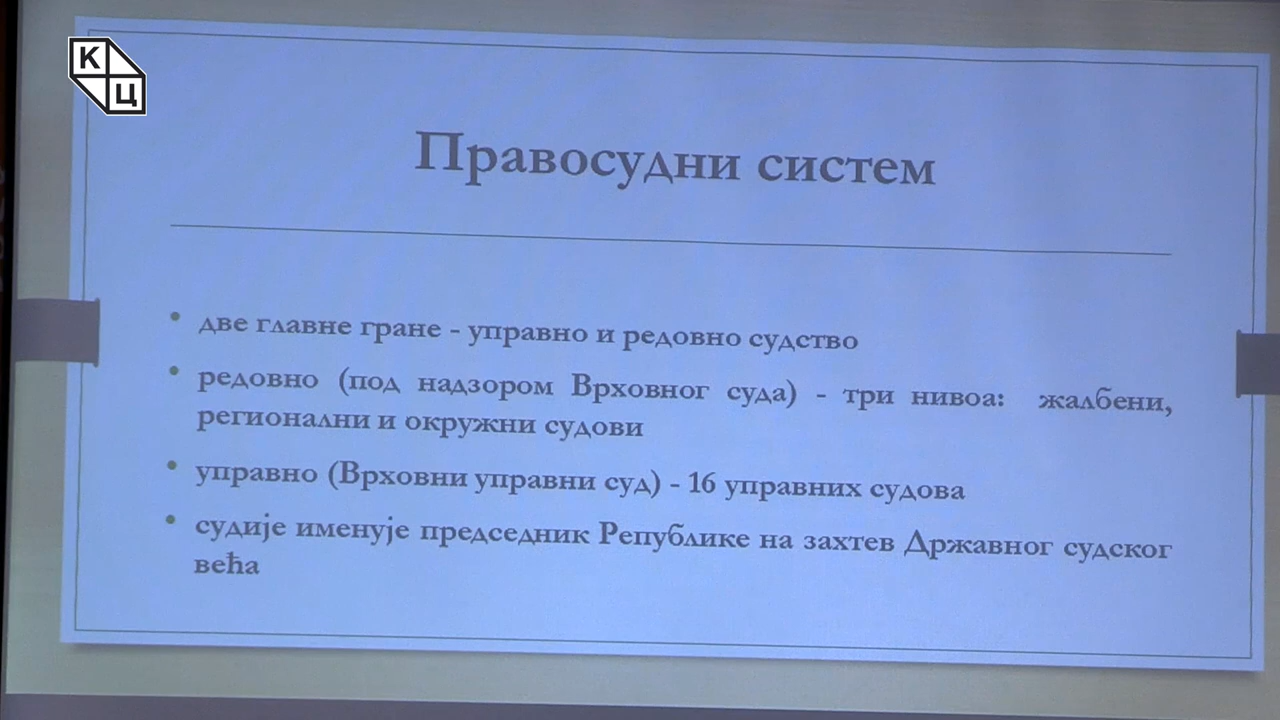 К
Ц
Правосудни систем
• две главне гране - управно и редовно судство
• редовно (под надзором Врховног суда) - три нивоа: жалбени,
регионални и окружни судови
• управно (Врховни управни суд) - 16 управних судова
• судије именује председник Републике на захтев Државног судског
већа